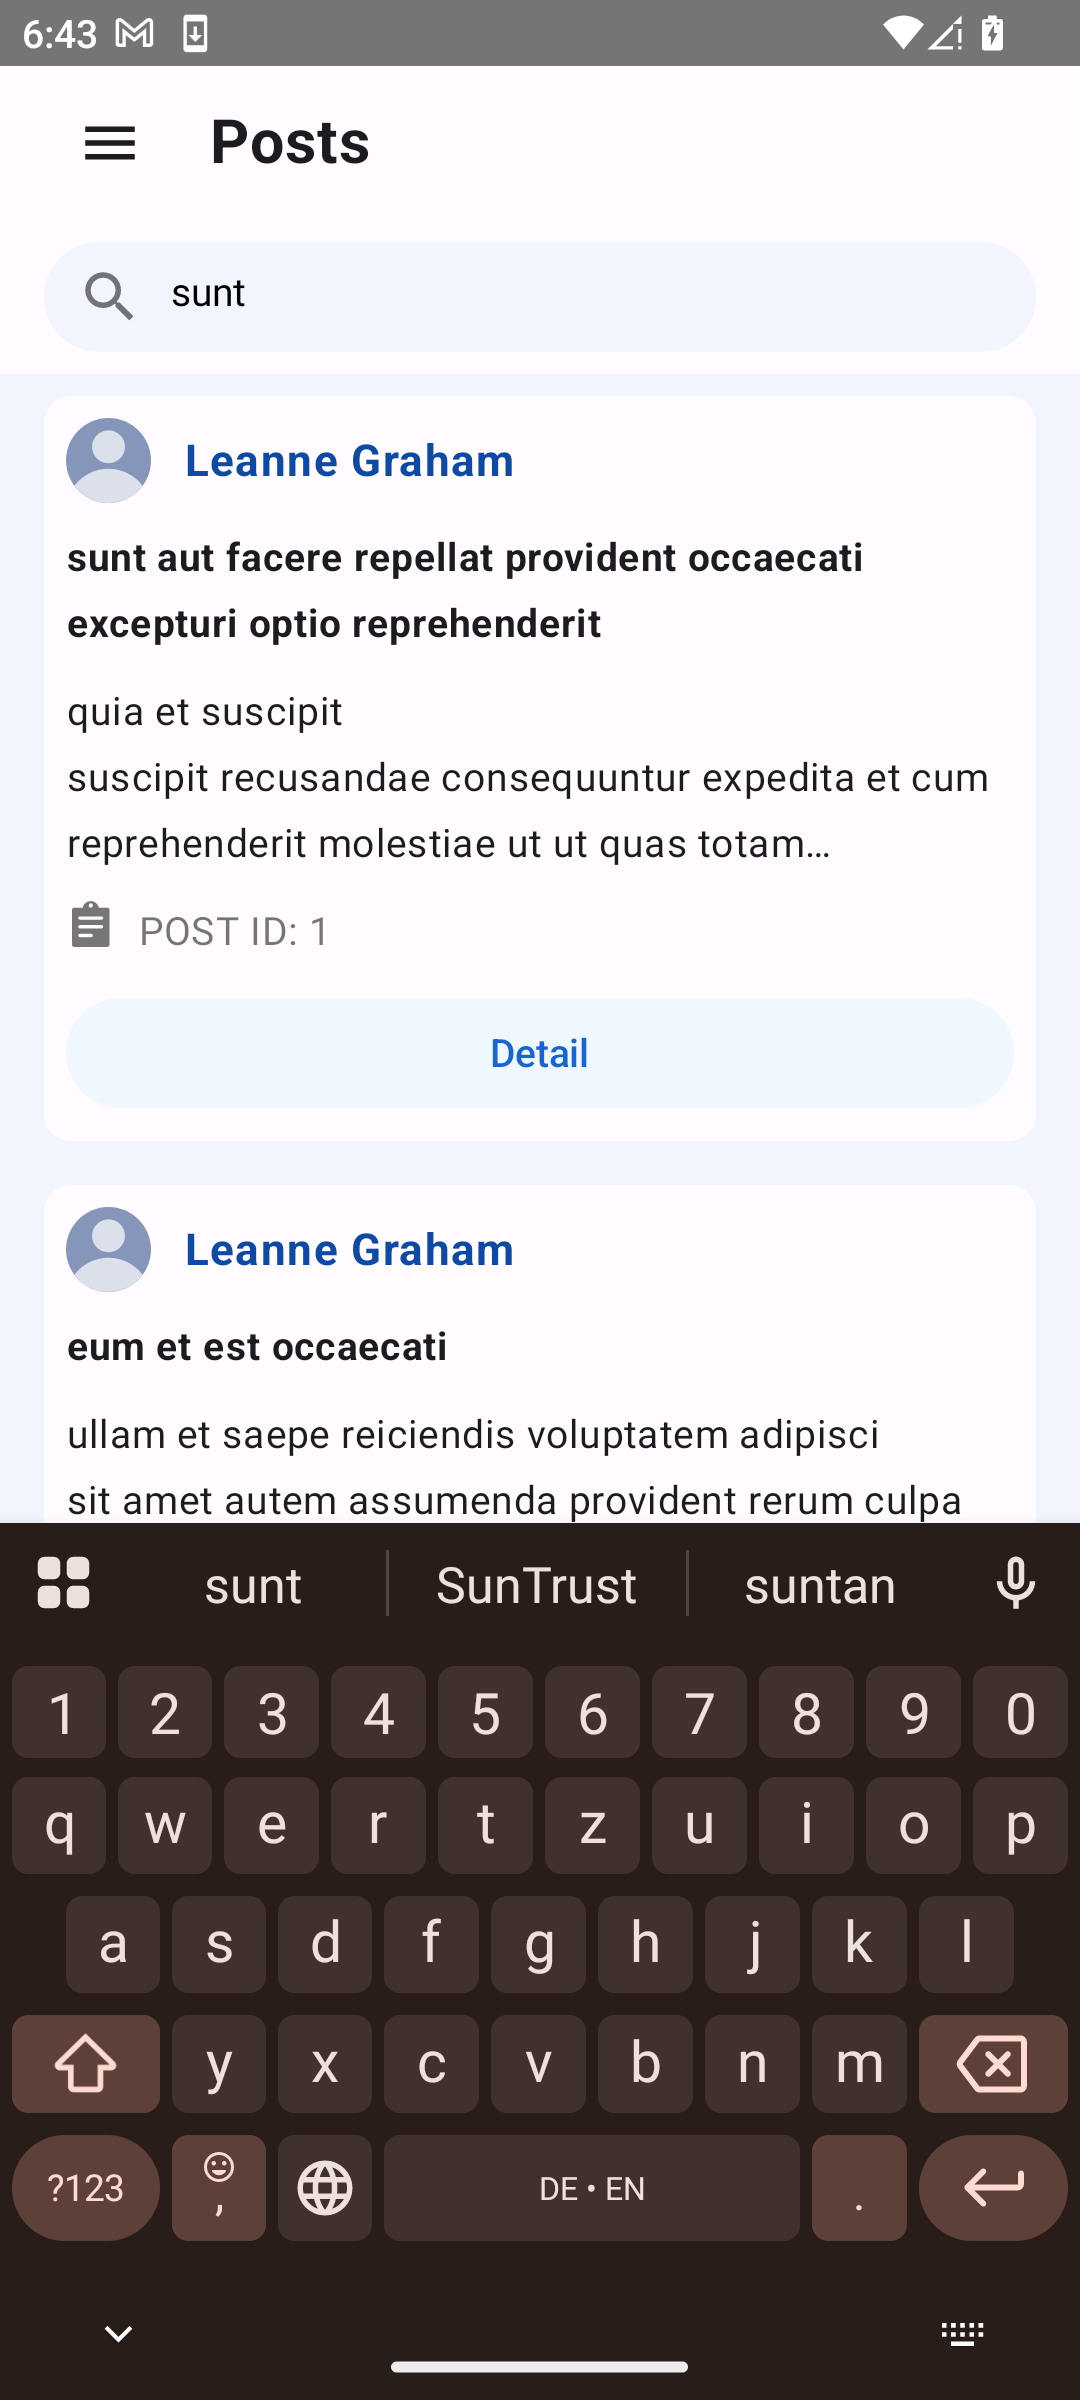 6:43
Posts
sunt
Leanne Graham
sunt aut facere repellat provident occaecati
excepturi optio reprehenderit
quia et suscipit
suscipit recusandae consequuntur expedita et cum
reprehenderit molestiae ut ut quas totam…
POST ID: 1
Detail
Leanne Graham
eum et est occaecati
ullam et saepe reiciendis voluptatem adipisci
sit amet autem assumenda provident rerum culpa
sunt SunTrust suntan
1 2 3 4 5 6 7 8 9 0
q w e r t z u i o p
a s d f g h j k l
y x c v b n m
?123 , DE • EN .